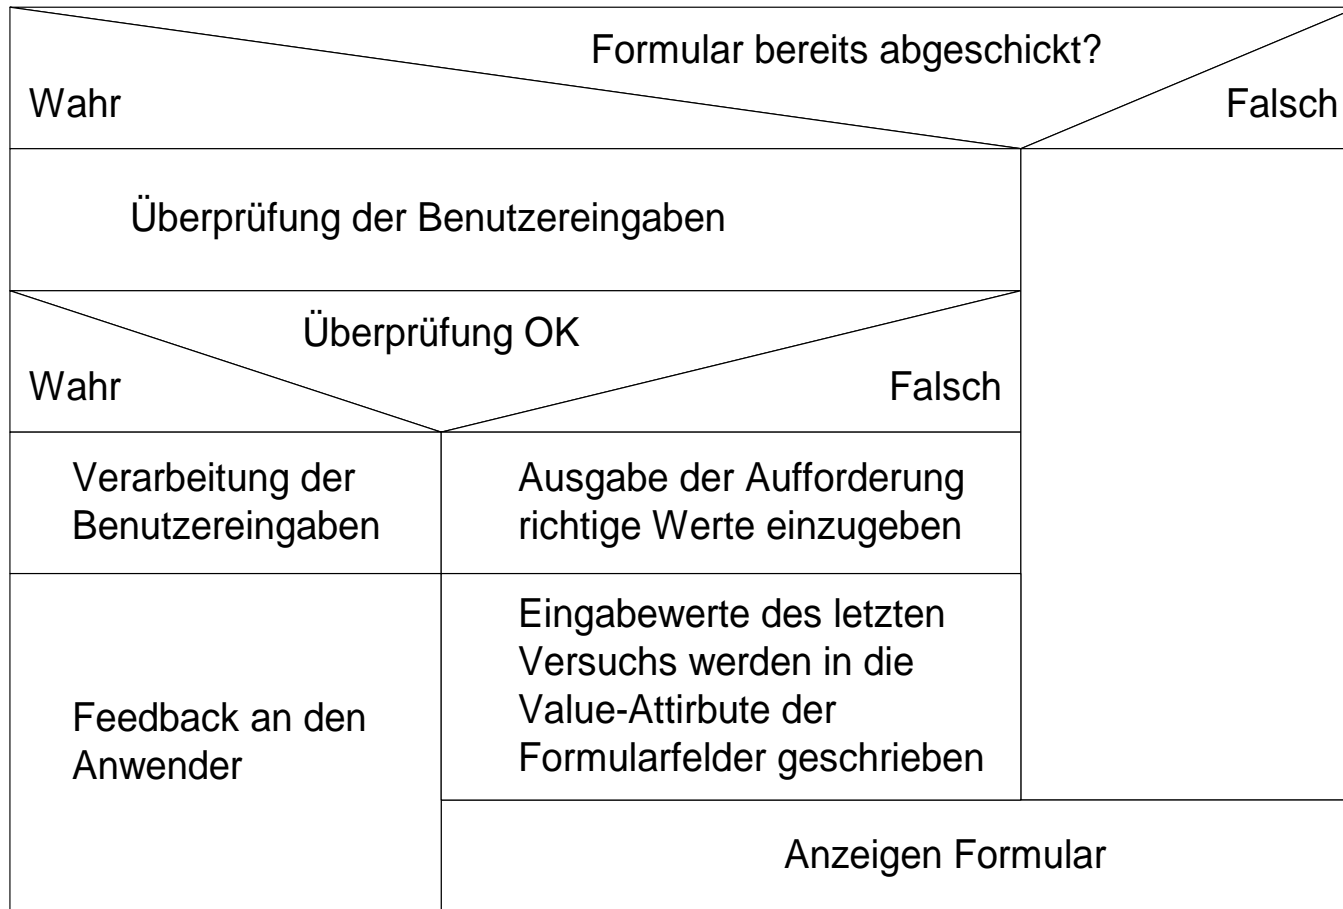 Formular bereits abgeschickt?
Wahr
Falsch
Überprüfung der Benutzereingaben
Überprüfung OK
Wahr
Falsch
Verarbeitung der
Benutzereingaben
Ausgabe der Aufforderung
richtige Werte einzugeben
Feedback an den
Anwender
Eingabewerte des letzten
Versuchs werden in die
Value-Attirbute der
Formularfelder geschrieben
Anzeigen Formular